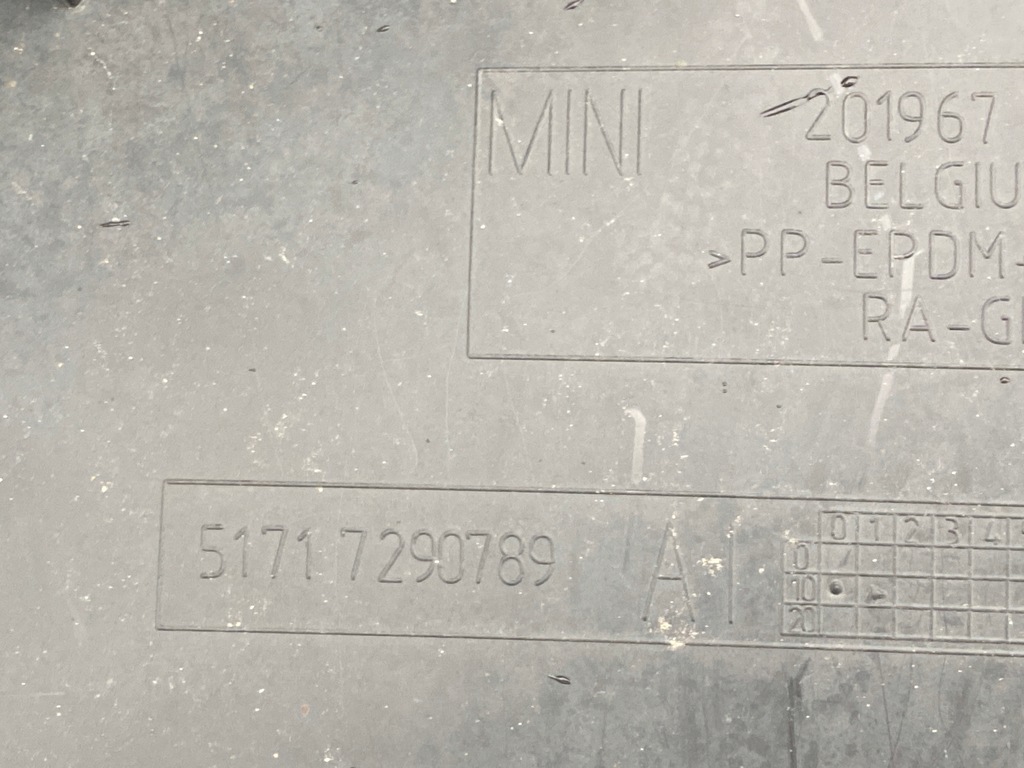 MINI
201967
BELGIU
>PP-EPDM-
RA-G
5171 7290789 A1
0 1 2 3 4
0
10
20